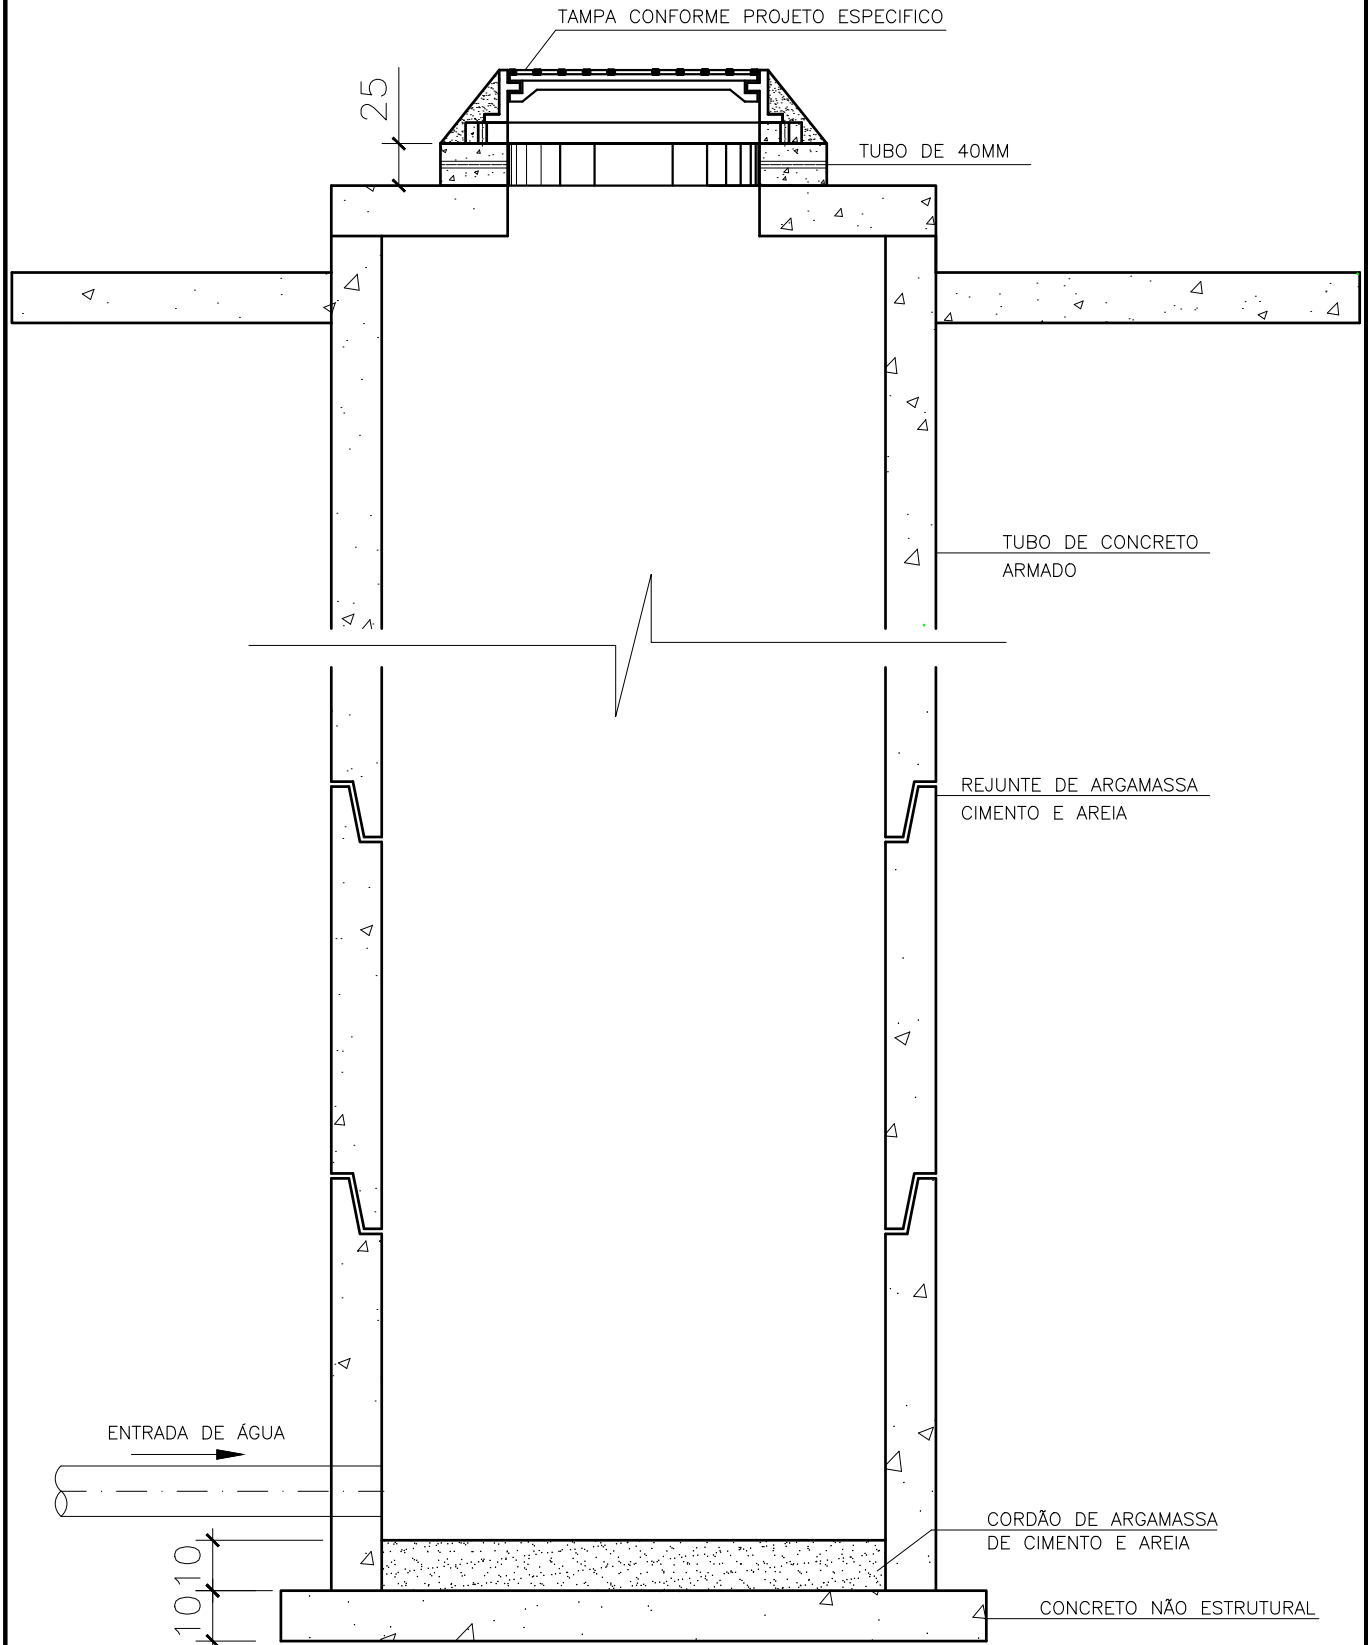 TAMPA CONFORME PROJETO ESPECIFICO
25
TUBO DE 40MM
TUBO DE CONCRETO
ARMADO
REJUNTE DE ARGAMASSA
CIMENTO E AREIA
ENTRADA DE ÁGUA
CORDÃO DE ARGAMASSA
DE CIMENTO E AREIA
10
10
CONCRETO NÃO ESTRUTURAL